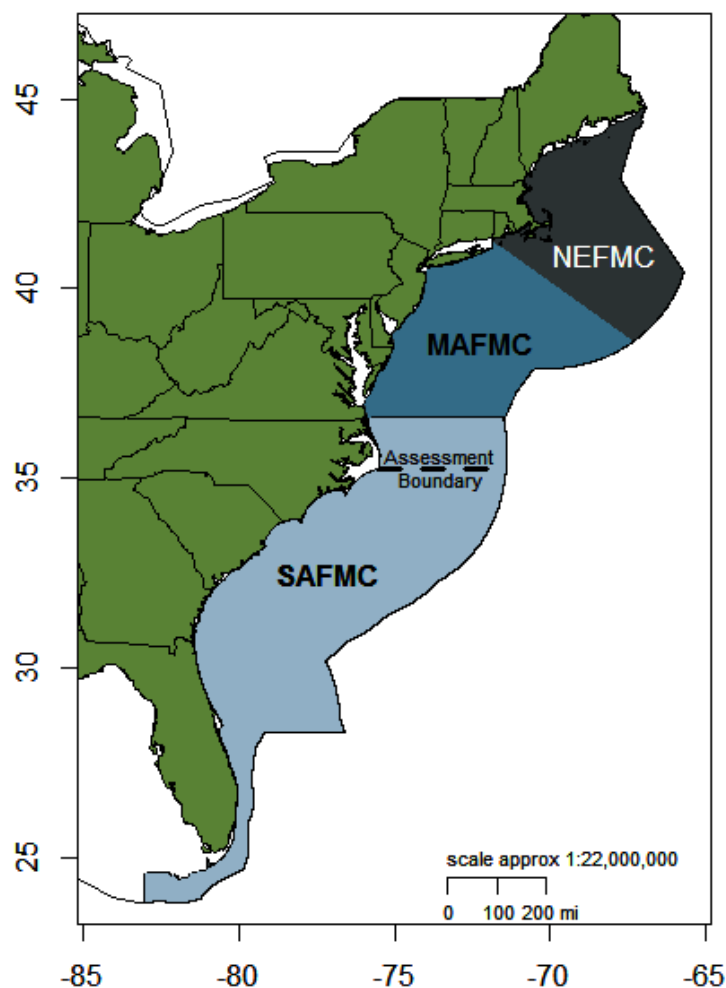 45
40
35
30
25
NEFMC
MAFMC
Assessment
Boundary
SAFMC
scale approx 1:22,000,000
0 100 200 mi
-85 -80 -75 -70 -65